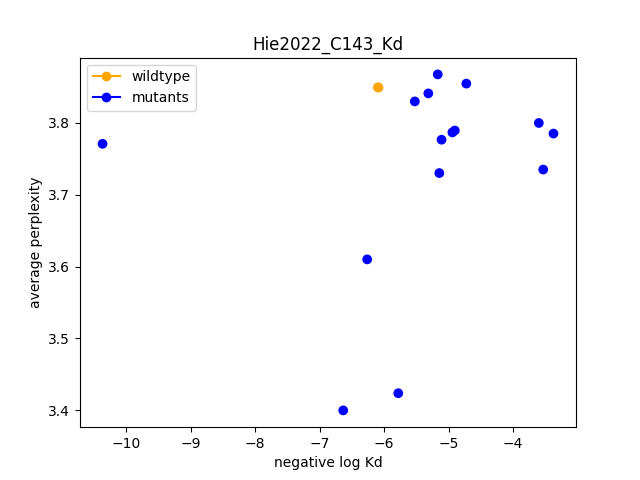 Hie2022_C143_Kd
wildtype
mutants
average perplexity
3.8
3.7
3.6
3.5
3.4
−10
−9
−8
−7
−6
−5
−4
negative log Kd